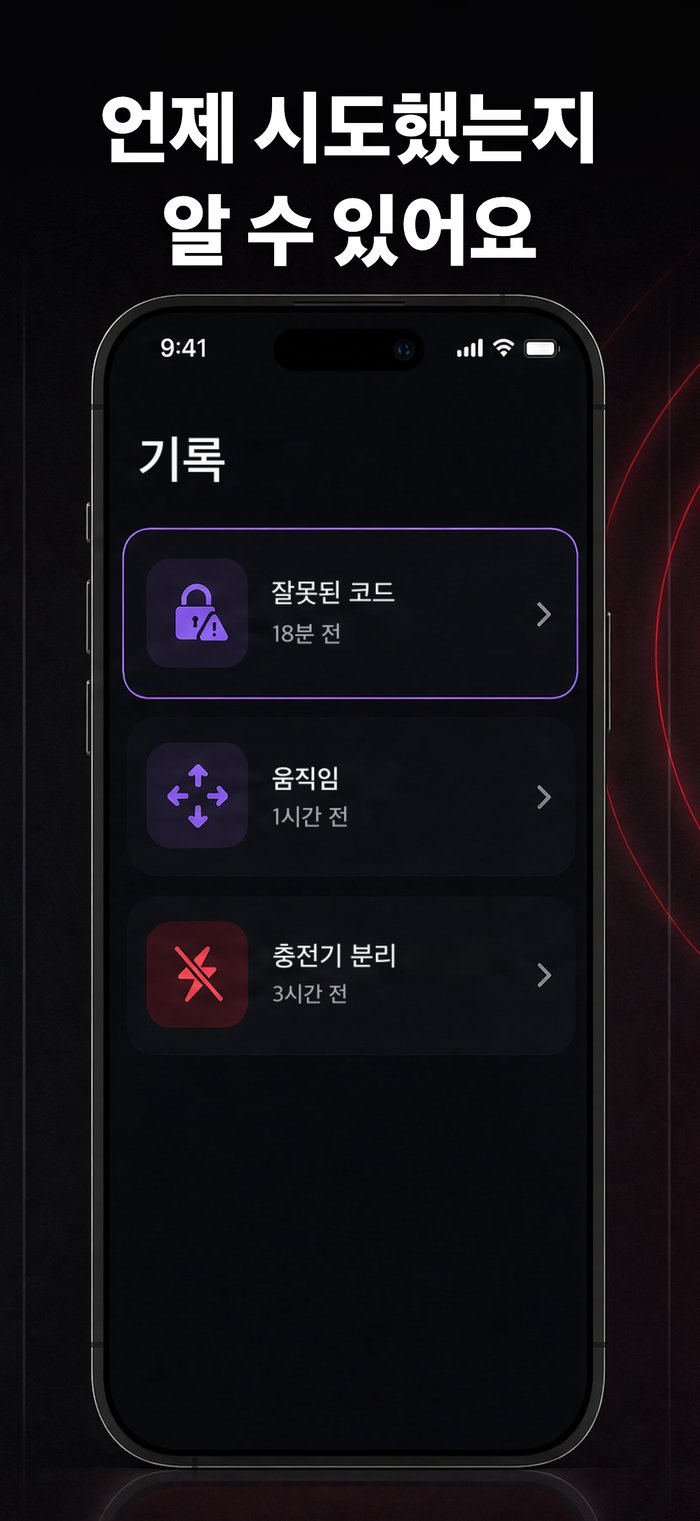 언제 시도했는지
알 수 있어요
9:41
기록
잘못된 코드
18분 전
움직임
1시간 전
충전기 분리
3시간 전